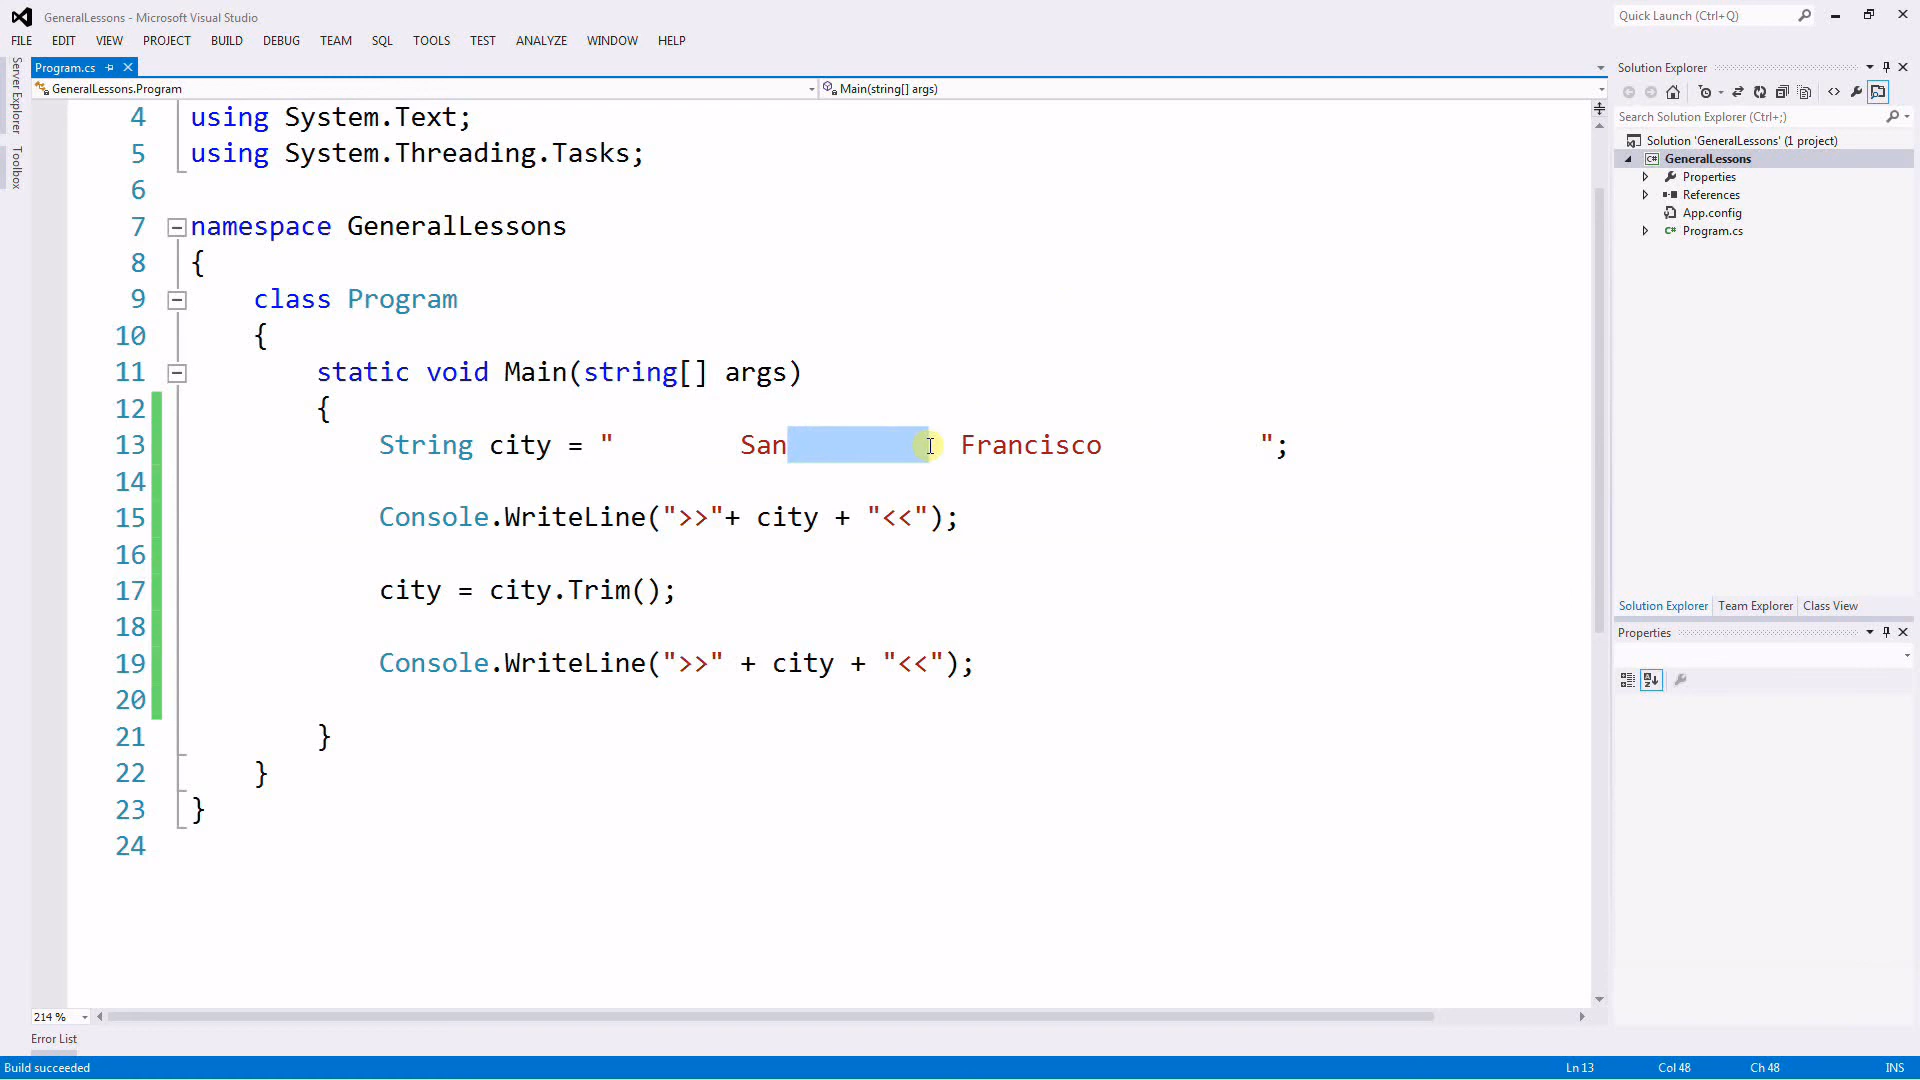 GeneralLessons - Microsoft Visual Studio
Quick Launch (Ctrl+Q)
FILE EDIT VIEW PROJECT BUILD DEBUG TEAM SQL TOOLS TEST ANALYZE WINDOW HELP
Server Explorer
Toolbox
Program.cs
GeneralLessons.Program
Main(string[] args)
4 using System.Text;
5 using System.Threading.Tasks;
6
7 namespace GeneralLessons
8 {
9 class Program
10 {
11 static void Main(string[] args)
12 {
13 String city = "        San           Francisco          ";
14
15 Console.WriteLine(">>"+ city + "<<");
16
17 city = city.Trim();
18
19 Console.WriteLine(">>" + city + "<<");
20
21 }
22 }
23 }
24
214 %
Error List
Build succeeded
Ln 13 Col 48 Ch 48 INS
Solution Explorer
Search Solution Explorer (Ctrl+;)
Solution 'GeneralLessons' (1 project)
GeneralLessons
Properties
References
App.config
Program.cs
Solution Explorer Team Explorer Class View
Properties